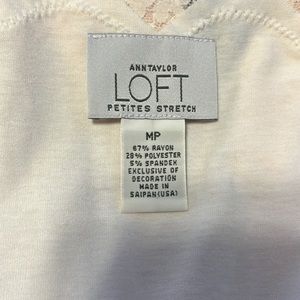 ANN TAYLOR
LOFT
PETITES STRETCH
MP
67% RAYON
28% POLYESTER
5% SPANDEX
EXCLUSIVE OF
DECORATION
MADE IN
SAIPAN(USA)